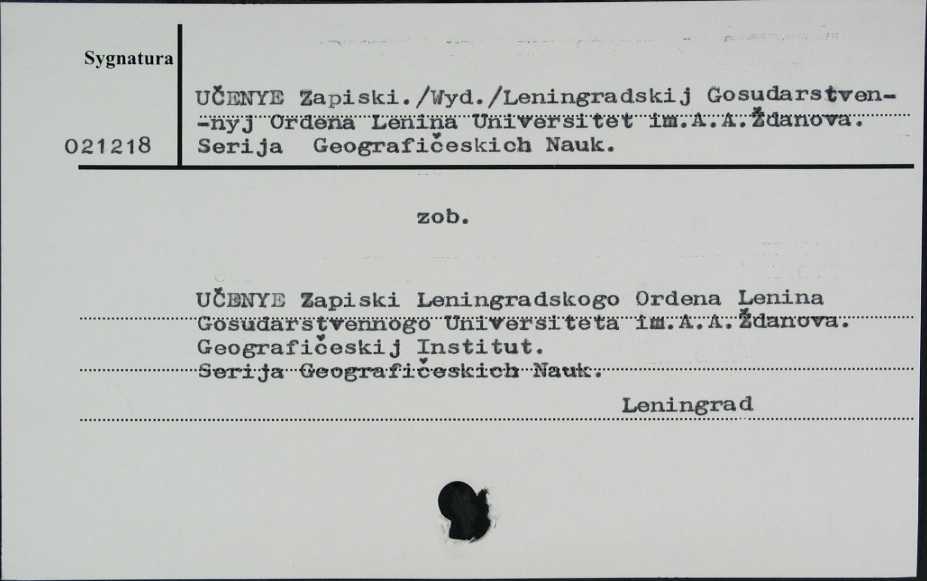 Sygnatura
UČENYE Zapiski./Wyd./Leningradskij Gosudarstven-
-nyj Ordena Lenina Universitet im.A.A.Ždanova.
021218
Serija Geografičeskich Nauk.
zob.
UČENYE Zapiski Leningradskogo Ordena Lenina
Gosudarstvennogo Universiteta im.A.A.Ždanova.
Geografičeskij Institut.
Serija Geografičeskich Nauk.
Leningrad